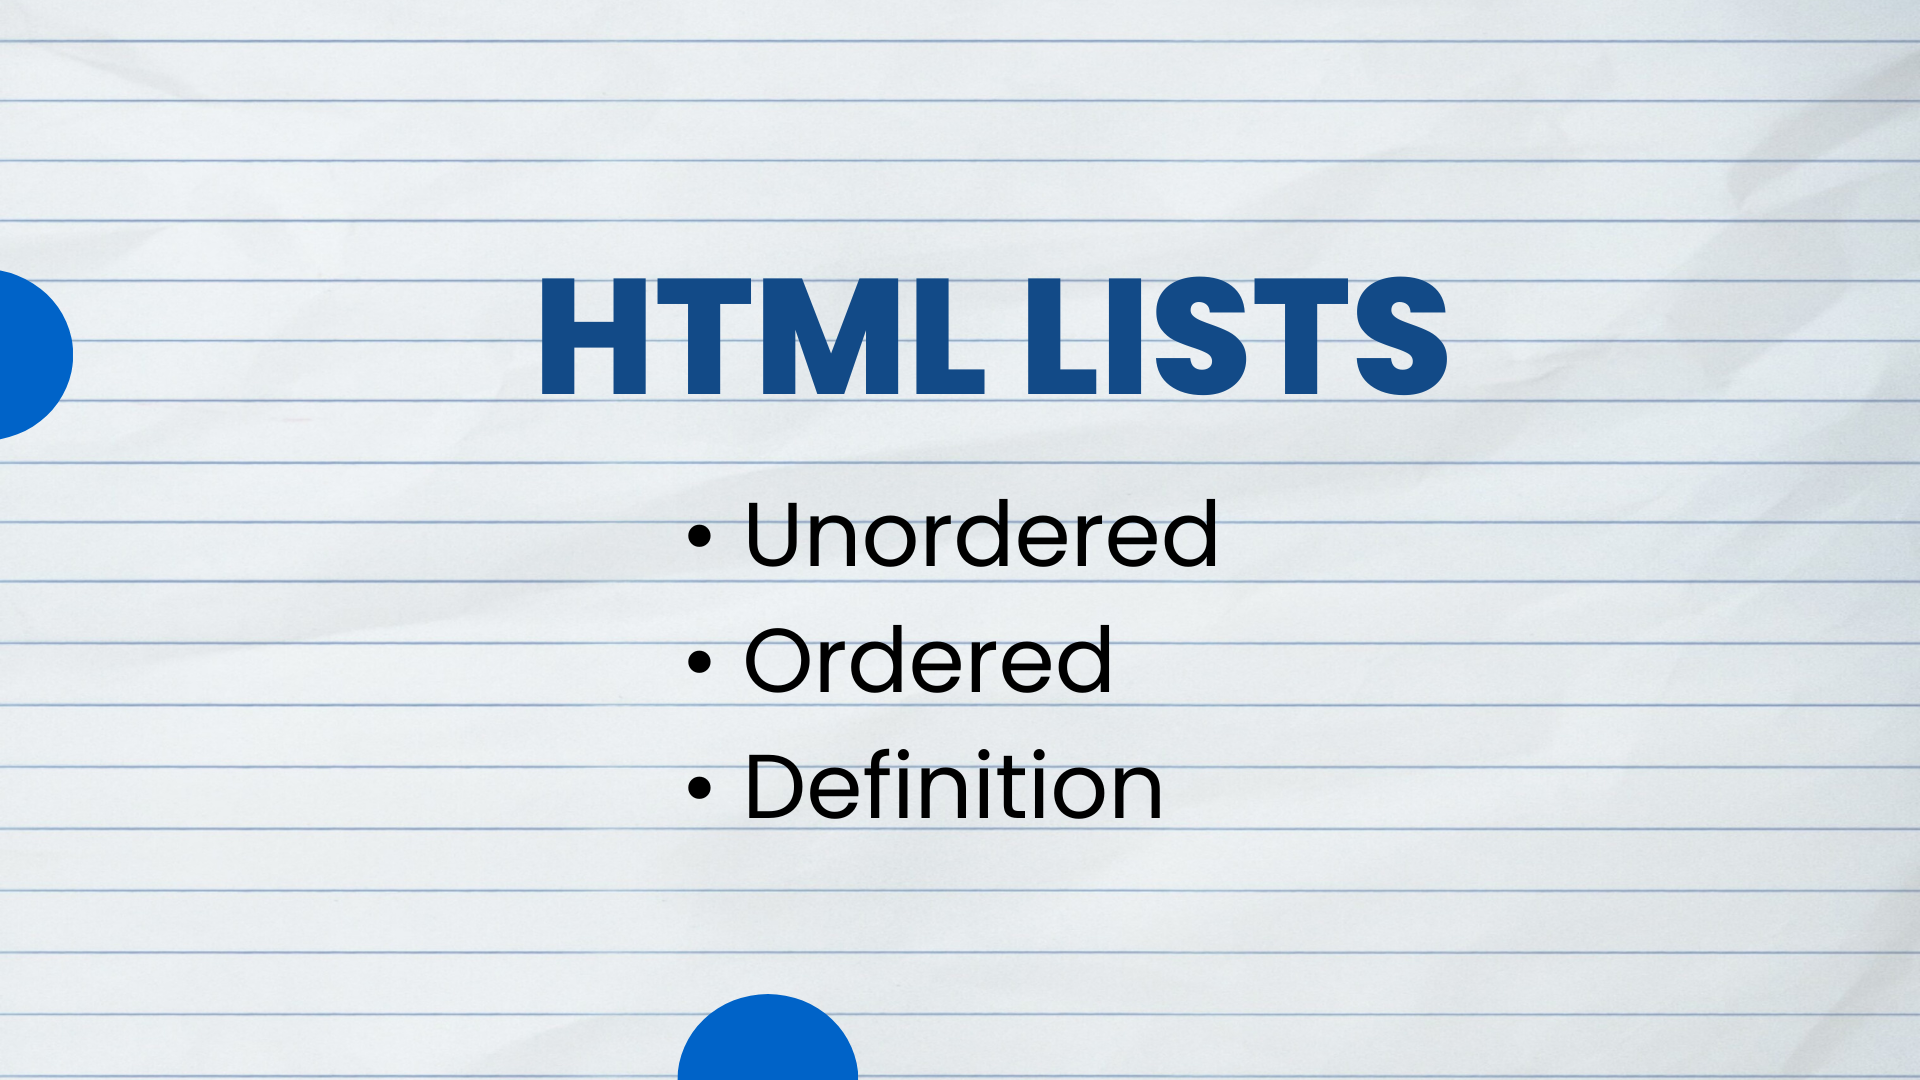 HTML LISTS
• Unordered
• Ordered
• Definition